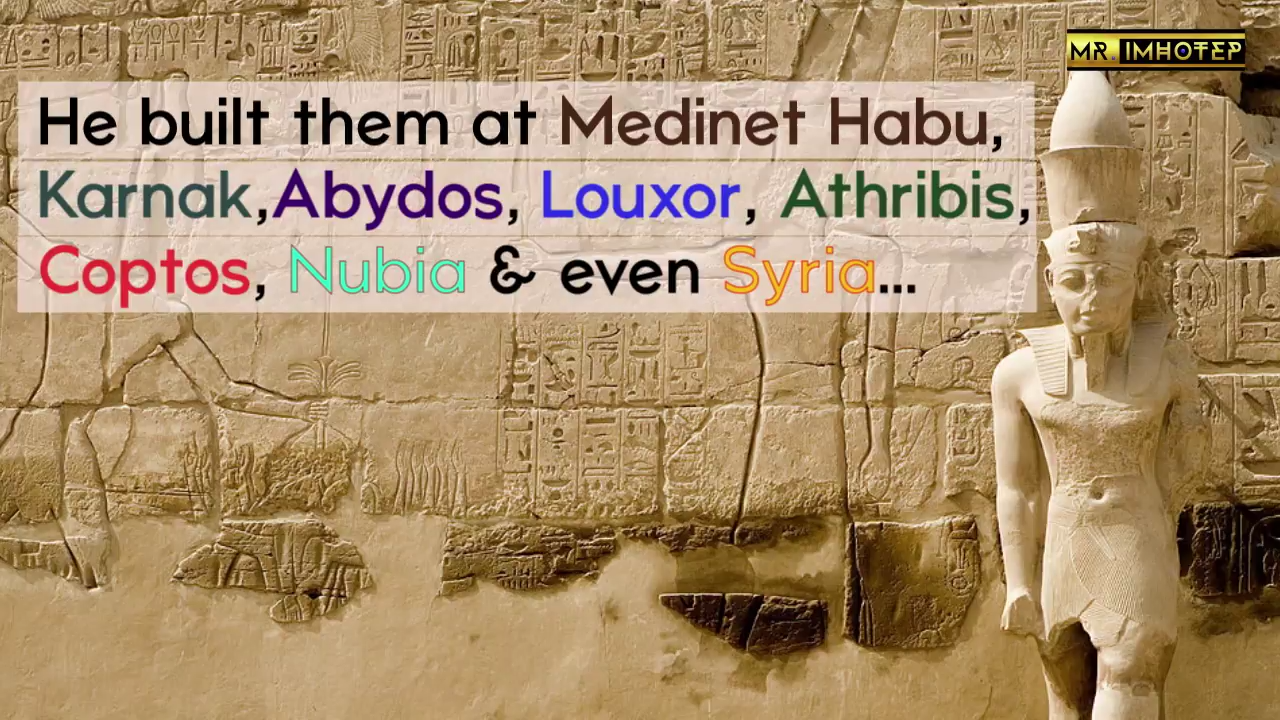 MR. IMHOTEP
He built them at Medinet Habu,
Karnak,Abydos, Louxor, Athribis,
Coptos, Nubia & even Syria...